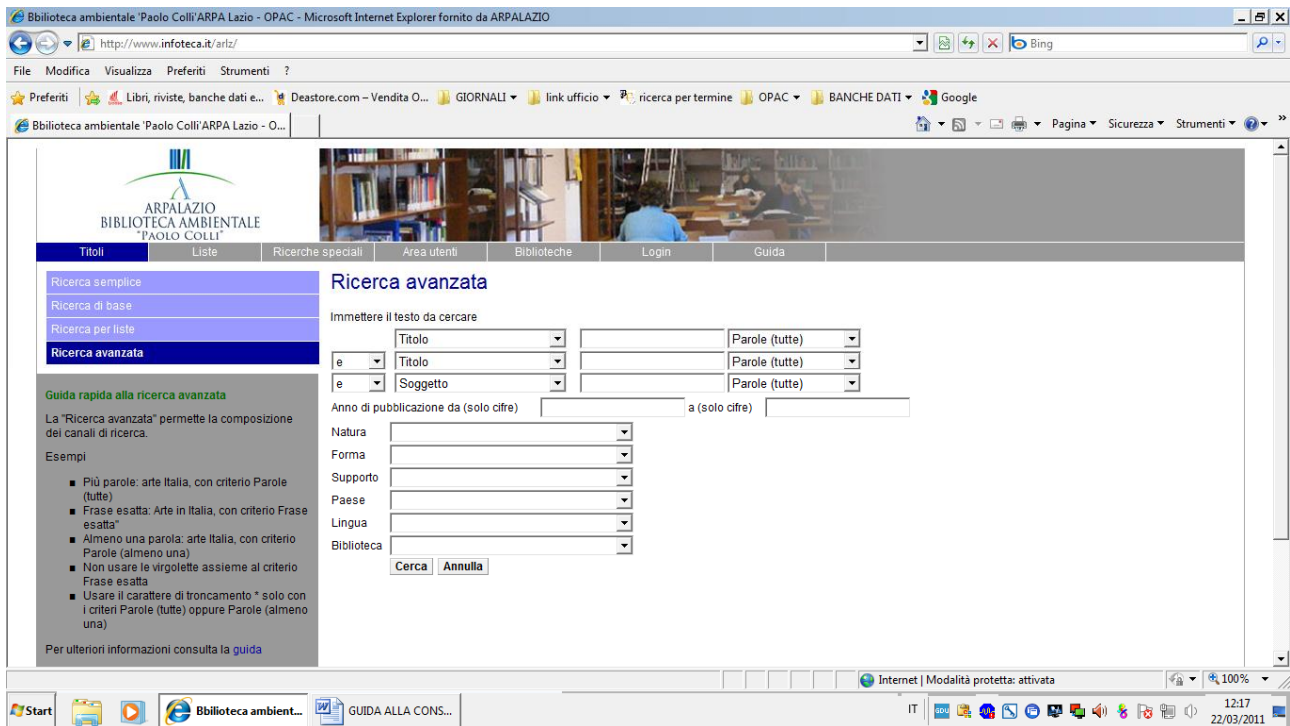 Bbilioteca ambientale 'Paolo Colli'ARPA Lazio - OPAC - Microsoft Internet Explorer fornito da ARPALAZIO
http://www.infoteca.it/arlz/
Bing
File Modifica Visualizza Preferiti Strumenti ?
Preferiti Libri, riviste, banche dati e... Deastore.com – Vendita O... GIORNALI link ufficio ricerca per termine OPAC BANCHE DATI Google
Bbilioteca ambientale 'Paolo Colli'ARPA Lazio - O...
Pagina Sicurezza Strumenti »
ARPALAZIO
BIBLIOTECA AMBIENTALE
"PAOLO COLLI"
Titoli Liste Ricerche speciali Area utenti Biblioteche Login Guida
Ricerca semplice
Ricerca di base
Ricerca per liste
Ricerca avanzata
Guida rapida alla ricerca avanzata
La "Ricerca avanzata" permette la composizione
dei canali di ricerca.
Esempi
Più parole: arte Italia, con criterio Parole
(tutte)
Frase esatta: Arte in Italia, con criterio Frase
esatta"
Almeno una parola: arte Italia, con criterio
Parole (almeno una)
Non usare le virgolette assieme al criterio
Frase esatta
Usare il carattere di troncamento * solo con
i criteri Parole (tutte) oppure Parole (almeno
una)
Per ulteriori informazioni consulta la guida
Ricerca avanzata
Immettere il testo da cercare
Titolo Parole (tutte)
e Titolo Parole (tutte)
e Soggetto Parole (tutte)
Anno di pubblicazione da (solo cifre) a (solo cifre)
Natura
Forma
Supporto
Paese
Lingua
Biblioteca
Cerca Annulla
Internet | Modalità protetta: attivata 100%
Start Bbilioteca ambient... GUIDA ALLA CONS... IT 12:17
22/03/2011